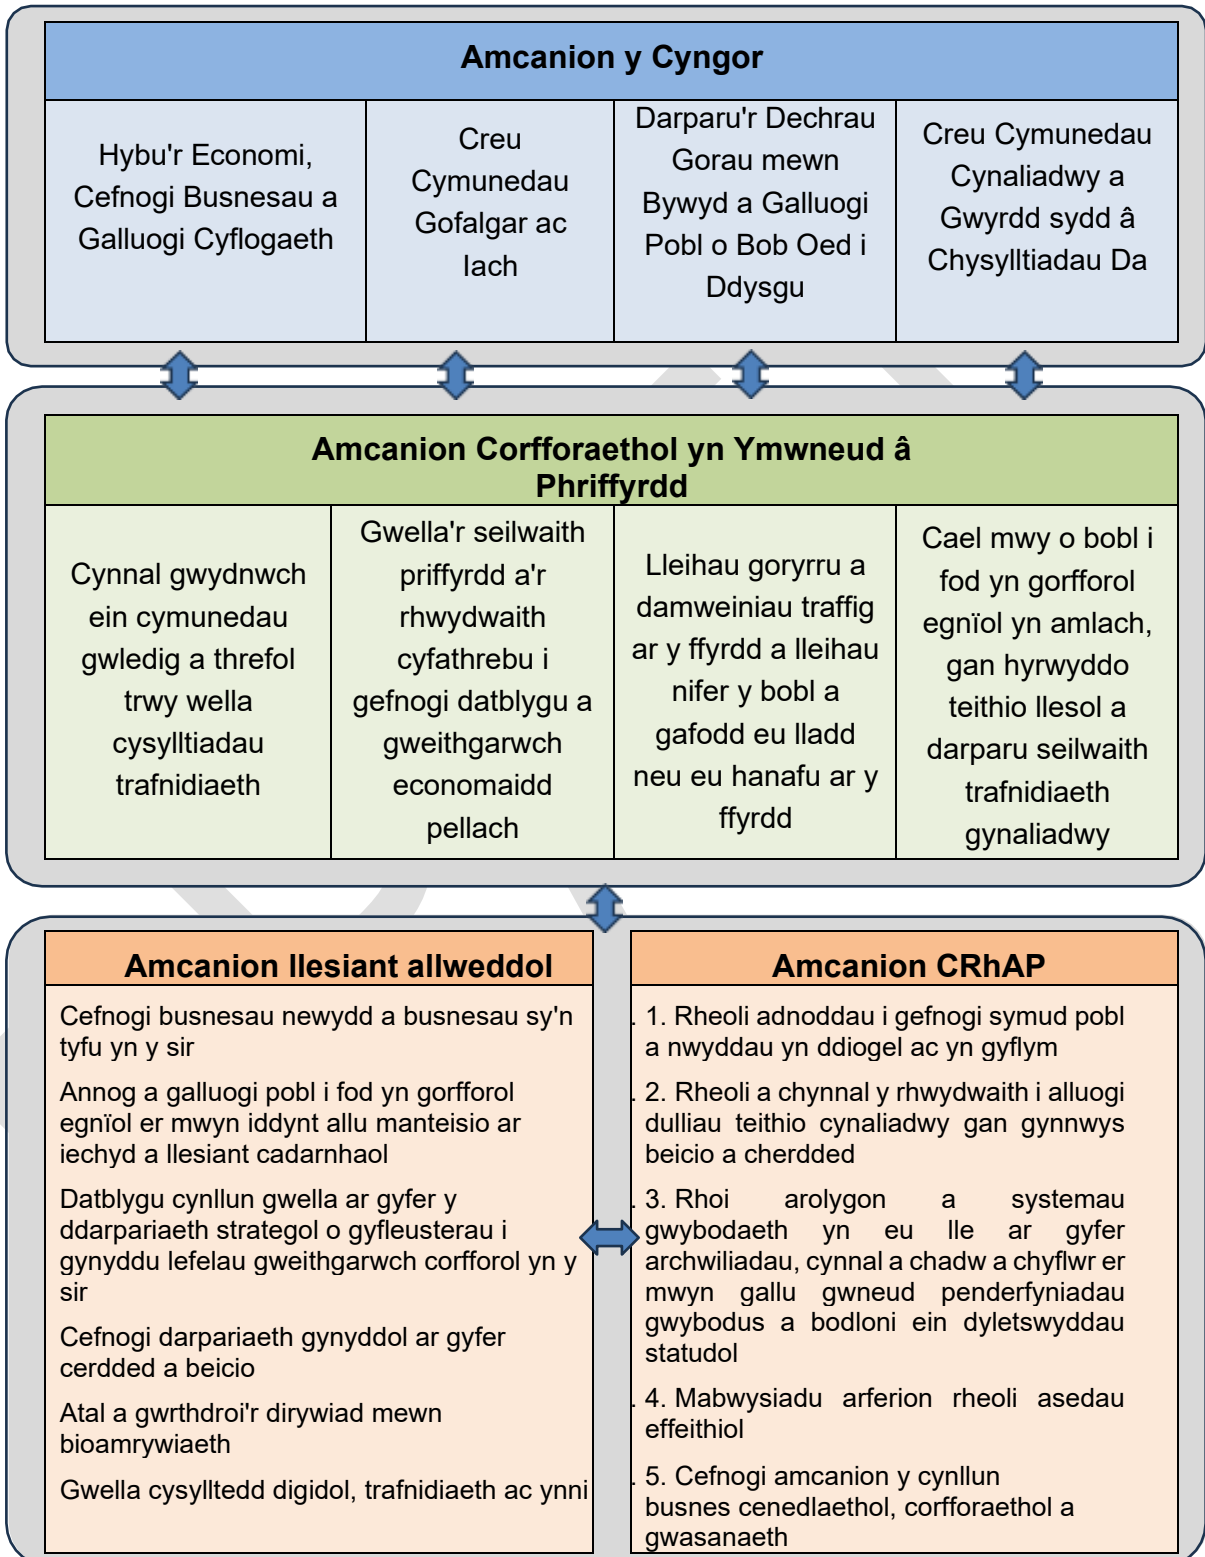 Amcanion y Cyngor
Hybu'r Economi,
Cefnogi Busnesau a
Galluogi Cyflogaeth
Creu
Cymunedau
Gofalgar ac
Iach
Darparu'r Dechrau
Gorau mewn
Bywyd a Galluogi
Pobl o Bob Oed i
Ddysgu
Creu Cymunedau
Cynaliadwy a
Gwyrdd sydd â
Chysylltiadau Da
Amcanion Corfforaethol yn Ymwneud â
Phriffyrdd
Cynnal gwydnwch
ein cymunedau
gwledig a threfol
trwy wella
cysylltiadau
trafnidiaeth
Gwella'r seilwaith
priffyrdd a'r
rhwydwaith
cyfathrebu i
gefnogi datblygu a
gweithgarwch
economaidd
pellach
Lleihau goryrru a
damweiniau traffig
ar y ffyrdd a lleihau
nifer y bobl a
gafodd eu lladd
neu eu hanafu ar y
ffyrdd
Cael mwy o bobl i
fod yn gorfforol
egnïol yn amlach,
gan hyrwyddo
teithio llesol a
darparu seilwaith
trafnidiaeth
gynaliadwy
Amcanion llesiant allweddol
Cefnogi busnesau newydd a busnesau sy'n
tyfu yn y sir
Annog a galluogi pobl i fod yn gorfforol
egnïol er mwyn iddynt allu manteisio ar
iechyd a llesiant cadarnhaol
Datblygu cynllun gwella ar gyfer y
ddarpariaeth strategol o gyfleusterau i
gynyddu lefelau gweithgarwch corfforol yn y
sir
Cefnogi darpariaeth gynyddol ar gyfer
cerdded a beicio
Atal a gwrthdroi'r dirywiad mewn
bioamrywiaeth
Gwella cysylltedd digidol, trafnidiaeth ac ynni
Amcanion CRhAP
. 1. Rheoli adnoddau i gefnogi symud pobl
a nwyddau yn ddiogel ac yn gyflym
. 2. Rheoli a chynnal y rhwydwaith i alluogi
dulliau teithio cynaliadwy gan gynnwys
beicio a cherdded
. 3. Rhoi arolygon a systemau
gwybodaeth yn eu lle ar gyfer
archwiliadau, cynnal a chadw a chyflwr er
mwyn gallu gwneud penderfyniadau
gwybodus a bodloni ein dyletswyddau
statudol
. 4. Mabwysiadu arferion rheoli asedau
effeithiol
. 5. Cefnogi amcanion y cynllun
busnes cenedlaethol, corfforaethol a
gwasanaeth